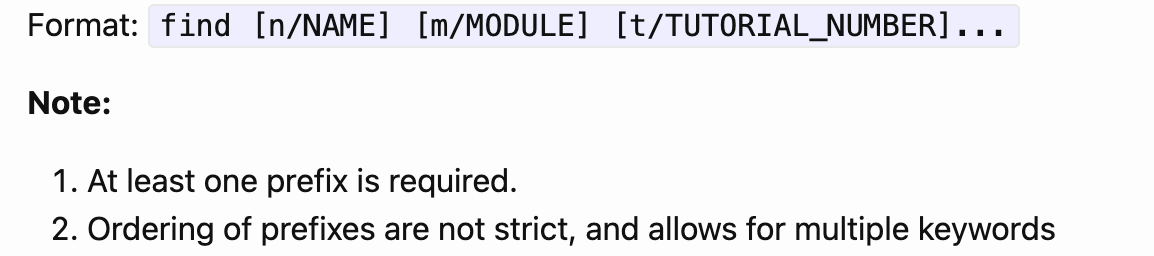 Format: find [n/NAME] [m/MODULE] [t/TUTORIAL_NUMBER]...
Note:
1. At least one prefix is required.
2. Ordering of prefixes are not strict, and allows for multiple keywords